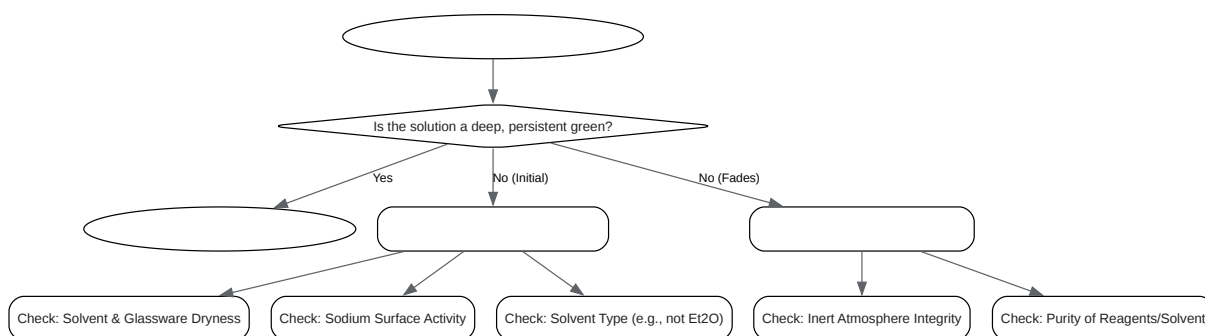 Is the solution a deep, persistent green?
Yes
No (Initial)
No (Fades)
Check: Solvent & Glassware Dryness
Check: Sodium Surface Activity
Check: Solvent Type (e.g., not Et2O)
Check: Inert Atmosphere Integrity
Check: Purity of Reagents/Solvent